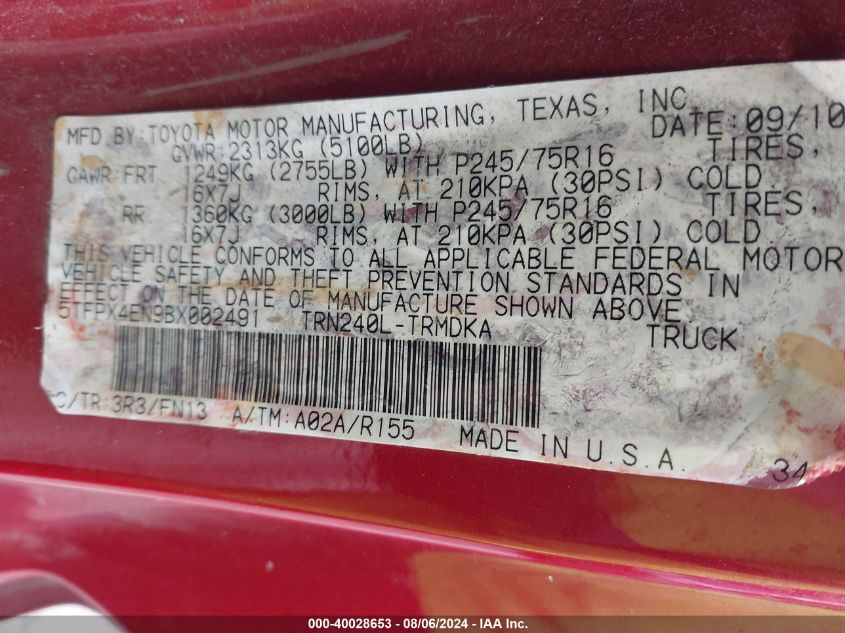 MFD BY: TOYOTA MOTOR MANUFACTURING, TEXAS, INC. DATE: 09/10
GVWR: 2313KG (5100LB)
GAWR: FRT 1249KG (2755LB) WITH P245/75R16 TIRES,
16X7J RIMS, AT 210KPA (30PSI) COLD
RR 1360KG (3000LB) WITH P245/75R16 TIRES,
16X7J RIMS, AT 210KPA (30PSI) COLD
THIS VEHICLE CONFORMS TO ALL APPLICABLE FEDERAL MOTOR
VEHICLE SAFETY AND THEFT PREVENTION STANDARDS IN
EFFECT ON THE DATE OF MANUFACTURE SHOWN ABOVE.
5TFPX4EN9BX002491 TRN240L-TRMDKA TRUCK
C/TR: 3R3/FN13 A/TM: A02A/R155 MADE IN U.S.A.
34
000-40028653 - 08/06/2024 - IAA Inc.